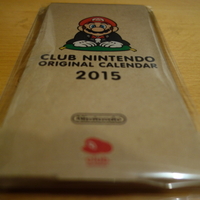 CLUB NINTENDO
ORIGINAL CALENDAR
2015
Nintendo